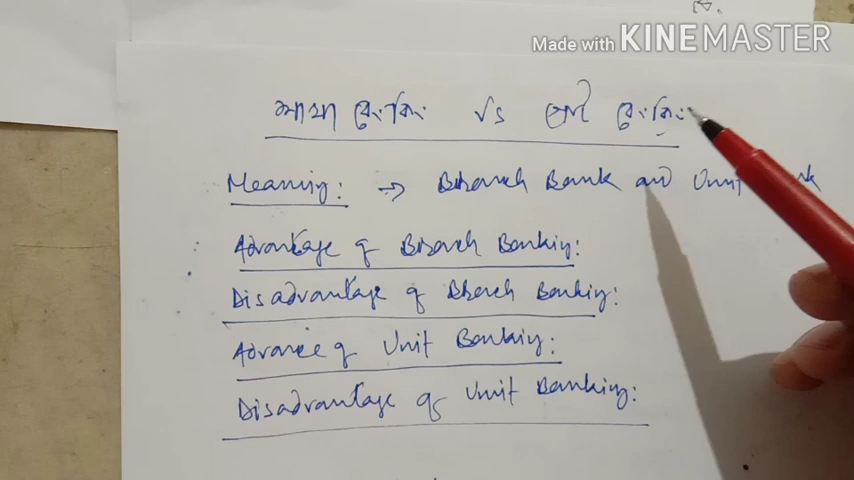 Made with KINEMASTER
শাখা বেংকিং vs গোট বেংকিং
Meaning: → Branch Bank and Unit
Advantage of Branch Banking:
Disadvantage of Branch Banking:
Advance of Unit Banking:
Disadvantage of Unit Banking: